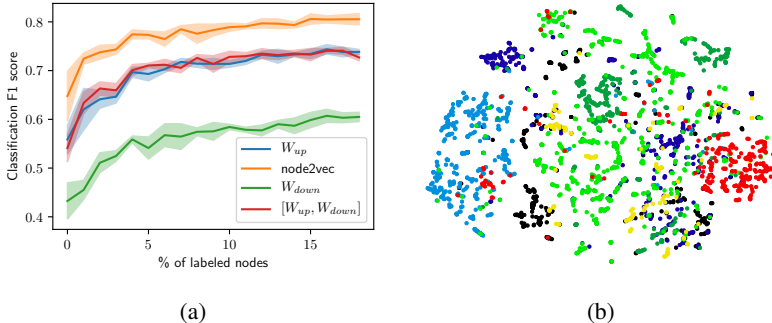 0.8
0.7
0.6
0.5
0.4
Classification F1 score
W_up
node2vec
W_down
[W_up, W_down]
0 5 10 15
% of labeled nodes
(a) (b)